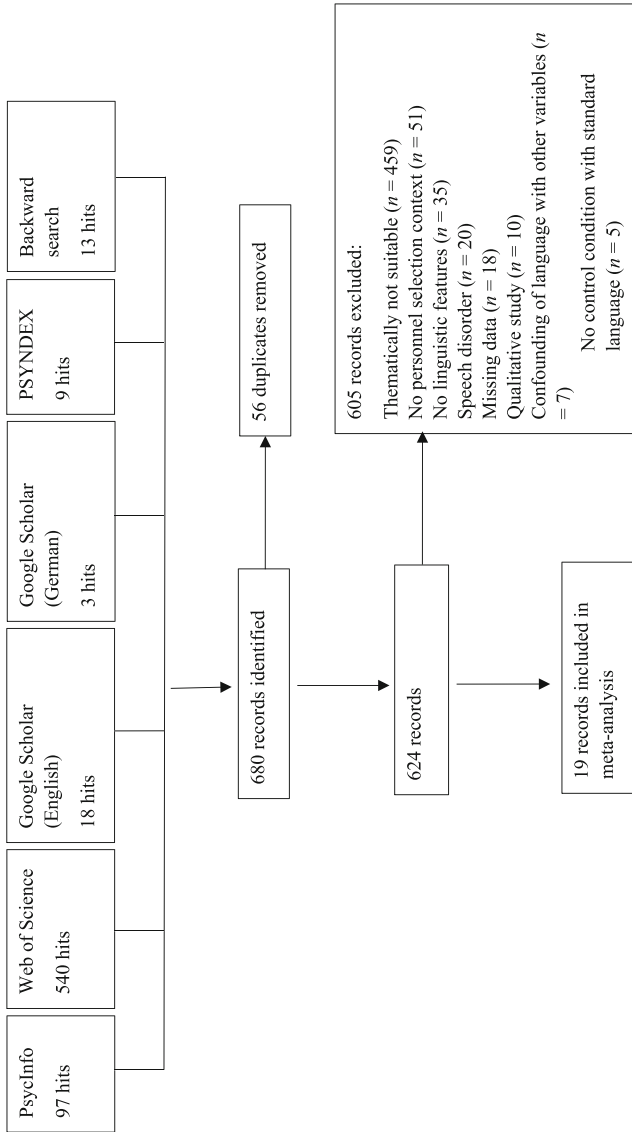 PsycInfo
97 hits
Web of Science
540 hits
Google Scholar
(English)
18 hits
Google Scholar
(German)
3 hits
PSYNDEX
9 hits
Backward
search
13 hits
680 records identified
56 duplicates removed
624 records
605 records excluded:
Thematically not suitable (n = 459)
No personnel selection context (n = 51)
No linguistic features (n = 35)
Speech disorder (n = 20)
Missing data (n = 18)
Qualitative study (n = 10)
Confounding of language with other variables (n
= 7)
No control condition with standard
language (n = 5)
19 records included in
meta-analysis